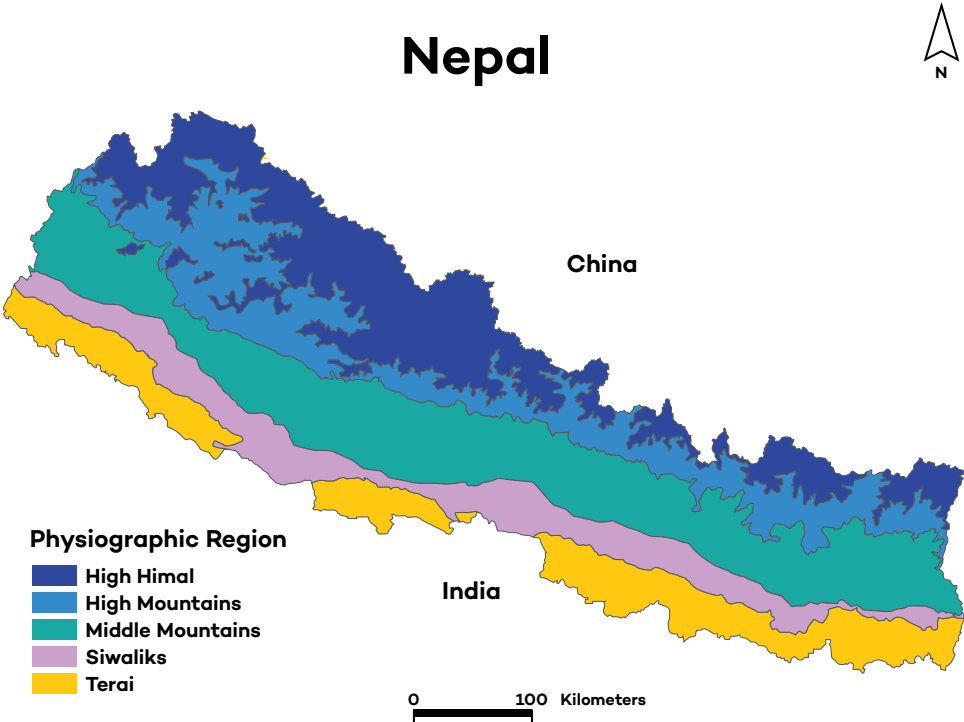 Nepal
N
China
India
Physiographic Region
High Himal
High Mountains
Middle Mountains
Siwaliks
Terai
0 100 Kilometers